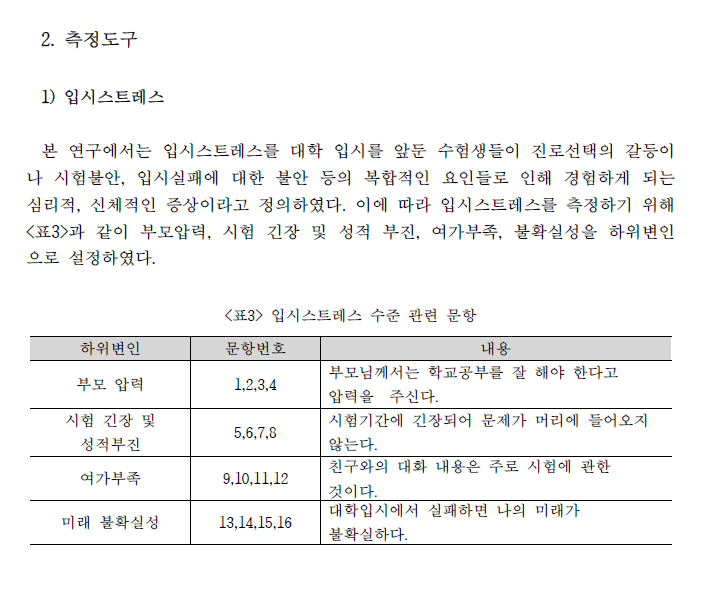 2. 측정도구
1) 입시스트레스
본 연구에서는 입시스트레스를 대학 입시를 앞둔 수험생들이 진로선택의 갈등이
나 시험불안, 입시실패에 대한 불안 등의 복합적인 요인들로 인해 경험하게 되는
심리적, 신체적인 증상이라고 정의하였다. 이에 따라 입시스트레스를 측정하기 위해
<표3>과 같이 부모압력, 시험 긴장 및 성적 부진, 여가부족, 불확실성을 하위변인
으로 설정하였다.
<표3> 입시스트레스 수준 관련 문항
하위변인 문항번호 내용
부모 압력 1,2,3,4 부모님께서는 학교공부를 잘 해야 한다고
압력을 주신다.
시험 긴장 및
성적부진 5,6,7,8 시험기간에 긴장되어 문제가 머리에 들어오지
않는다.
여가부족 9,10,11,12 친구와의 대화 내용은 주로 시험에 관한
것이다.
미래 불확실성 13,14,15,16 대학입시에서 실패하면 나의 미래가
불확실하다.